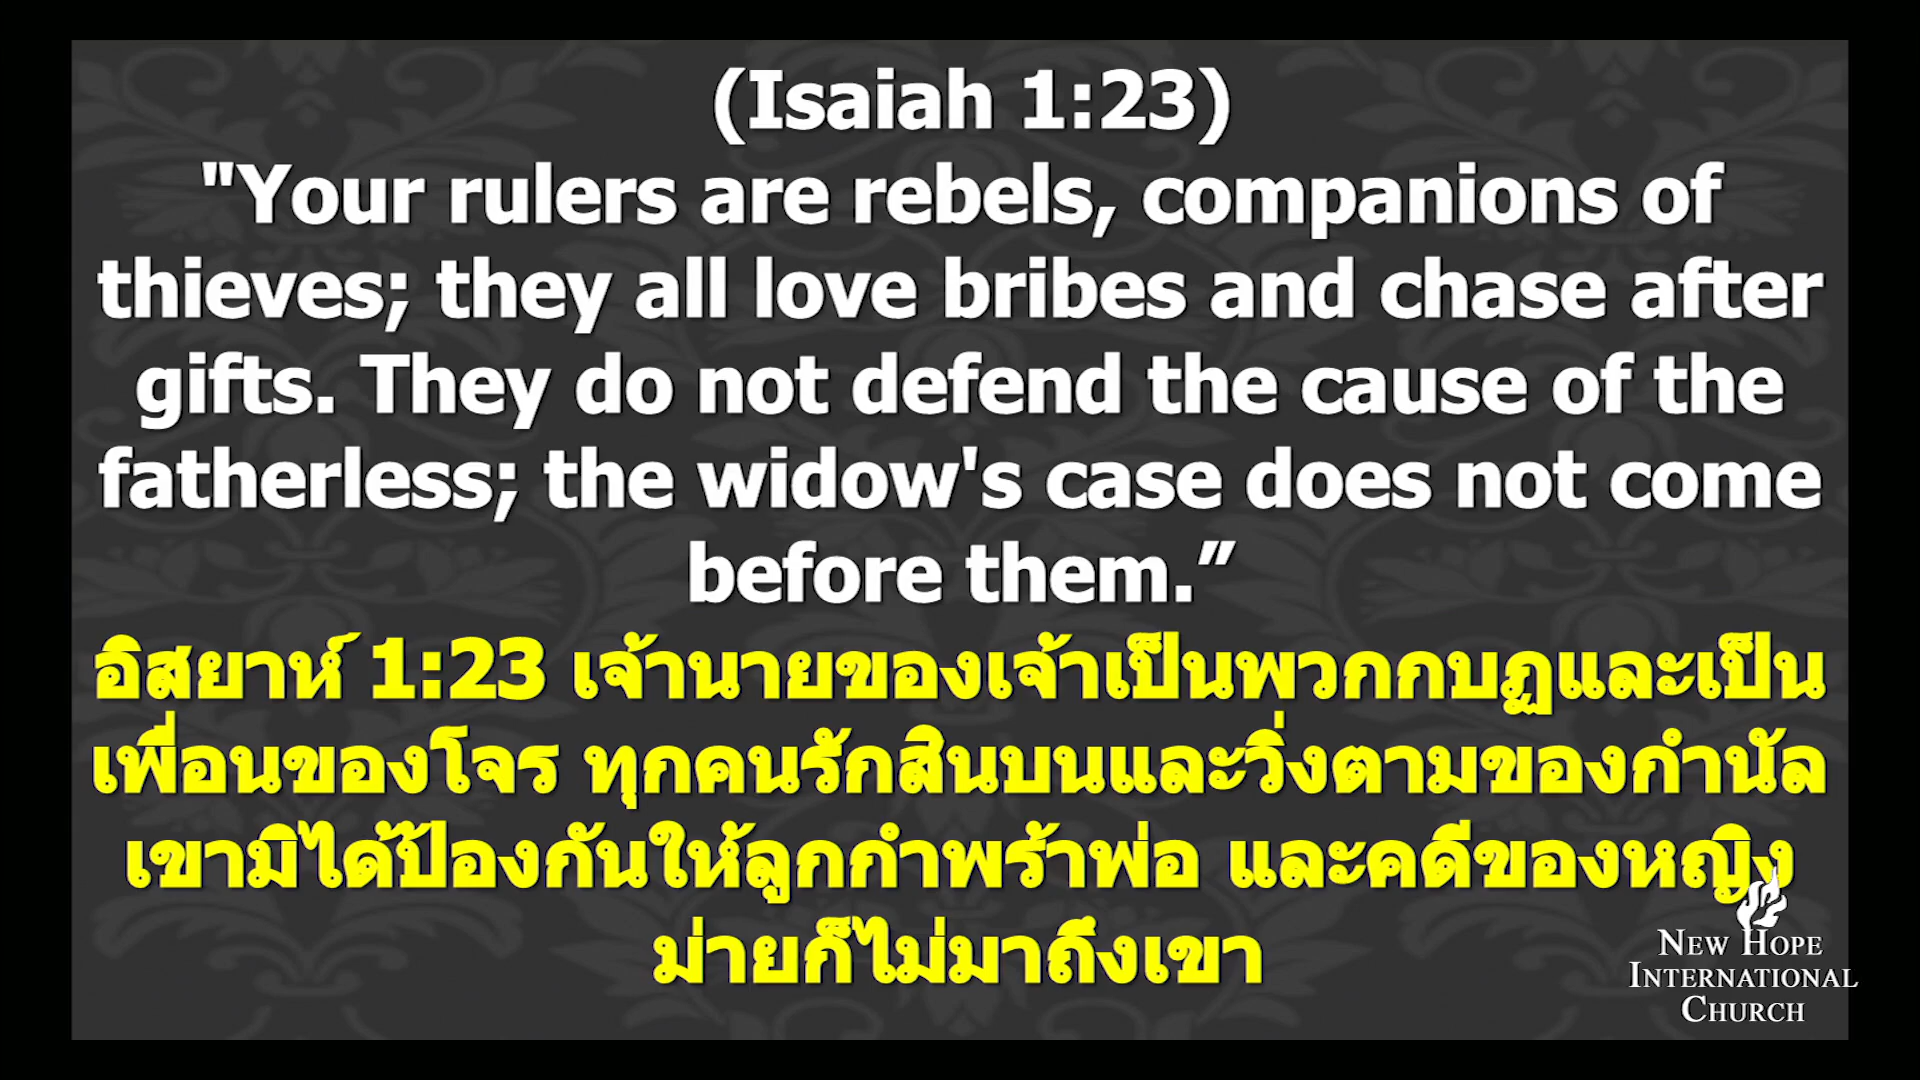 (Isaiah 1:23)
"Your rulers are rebels, companions of
thieves; they all love bribes and chase after
gifts. They do not defend the cause of the
fatherless; the widow's case does not come
before them.”
อิสยาห์ 1:23 เจ้านายของเจ้าเป็นพวกกบฏและเป็น
เพื่อนของโจร ทุกคนรักสินบนและวิ่งตามของกำนัล
เขามิได้ป้องกันให้ลูกกำพร้าพ่อ และคดีของหญิง
ม่ายก็ไม่มาถึงเขา
NEW HOPE
INTERNATIONAL
CHURCH